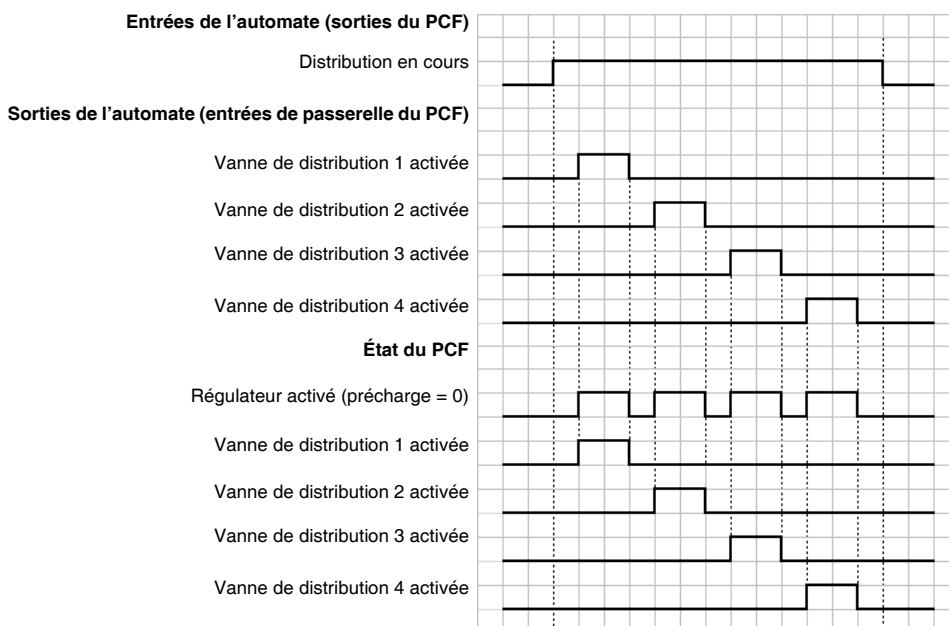 Entrées de l’automate (sorties du PCF)
Distribution en cours
Sorties de l’automate (entrées de passerelle du PCF)
Vanne de distribution 1 activée
Vanne de distribution 2 activée
Vanne de distribution 3 activée
Vanne de distribution 4 activée
État du PCF
Régulateur activé (précharge = 0)
Vanne de distribution 1 activée
Vanne de distribution 2 activée
Vanne de distribution 3 activée
Vanne de distribution 4 activée